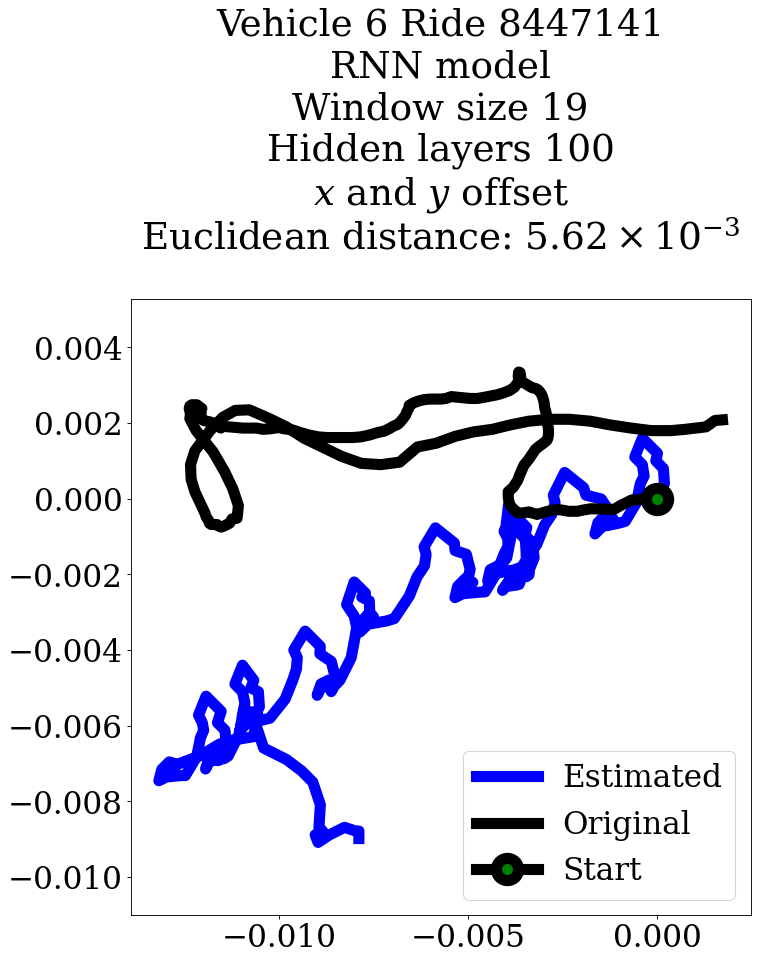 Vehicle 6 Ride 8447141
RNN model
Window size 19
Hidden layers 100
x and y offset
Euclidean distance: 5.62 × 10⁻³
0.004
0.002
0.000
−0.002
−0.004
−0.006
−0.008
−0.010
Estimated
Original
Start
−0.010 −0.005 0.000